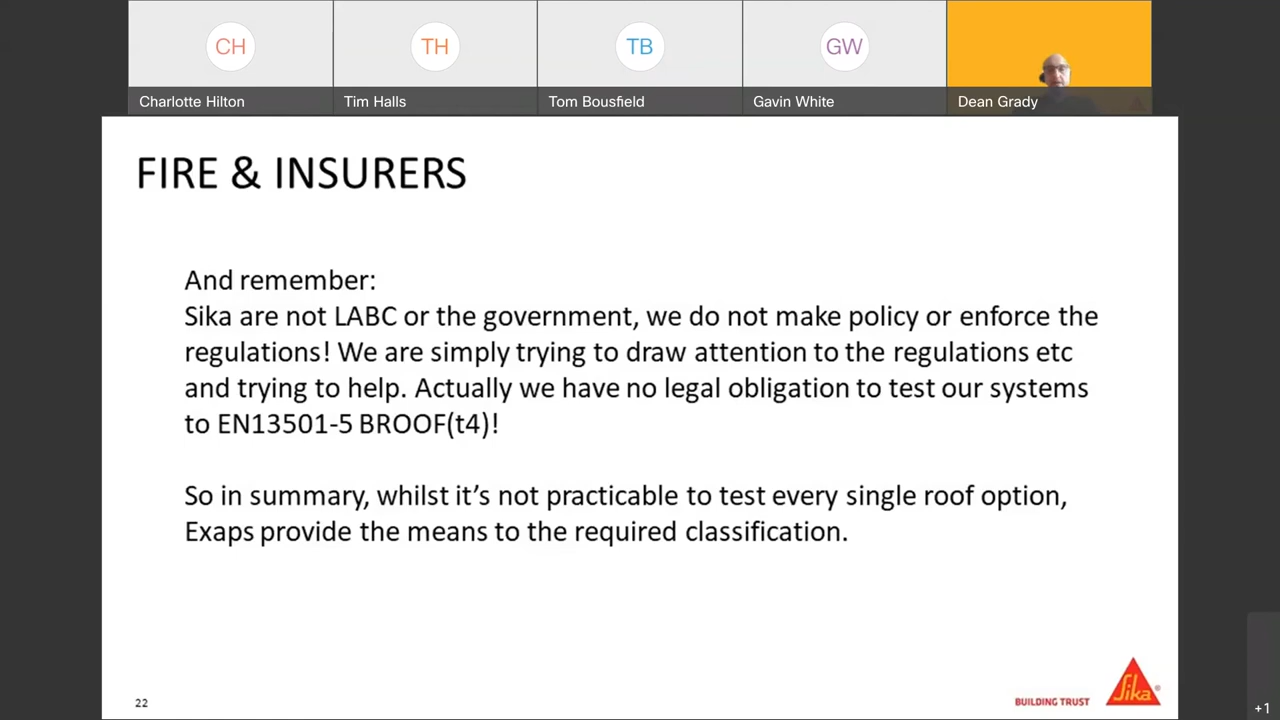 CH
TH
TB
GW
Charlotte Hilton
Tim Halls
Tom Bousfield
Gavin White
Dean Grady
FIRE & INSURERS
And remember:
Sika are not LABC or the government, we do not make policy or enforce the
regulations! We are simply trying to draw attention to the regulations etc
and trying to help. Actually we have no legal obligation to test our systems
to EN13501-5 BROOF(t4)!
So in summary, whilst it’s not practicable to test every single roof option,
Exaps provide the means to the required classification.
22
BUILDING TRUST
Sika®
+1